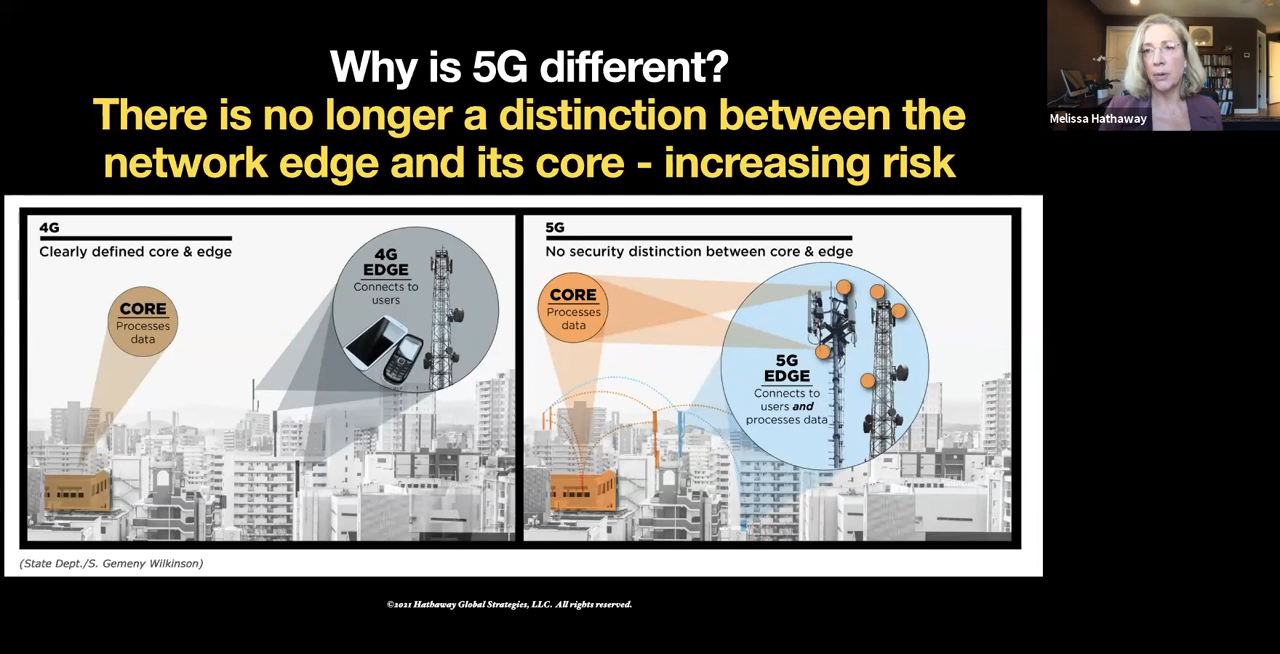 Why is 5G different?
There is no longer a distinction between the
network edge and its core - increasing risk
Melissa Hathaway
4G
Clearly defined core & edge
CORE
Processes
data
4G
EDGE
Connects to
users
5G
No security distinction between core & edge
CORE
Processes
data
5G
EDGE
Connects to
users and
processes data
(State Dept./S. Gemeny Wilkinson)
©2021 Hathaway Global Strategies, LLC. All rights reserved.